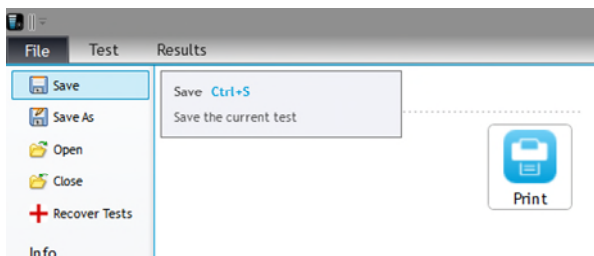 File Test Results
Save
Save As
Open
Close
Recover Tests
Info
Save Ctrl+S
Save the current test
Print